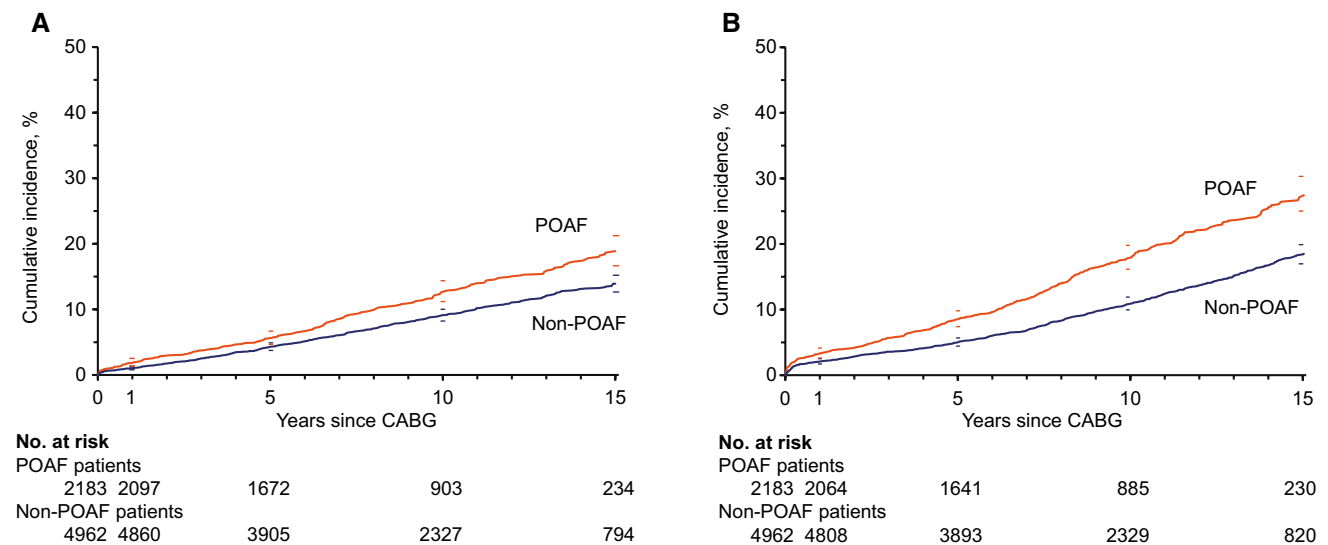 A
50
40
30
20
10
0
Cumulative incidence, %
POAF
Non-POAF
0 1 5 10 15
Years since CABG
No. at risk
POAF patients
2183 2097 1672 903 234
Non-POAF patients
4962 4860 3905 2327 794
B
50
40
30
20
10
0
Cumulative incidence, %
POAF
Non-POAF
0 1 5 10 15
Years since CABG
No. at risk
POAF patients
2183 2064 1641 885 230
Non-POAF patients
4962 4808 3893 2329 820